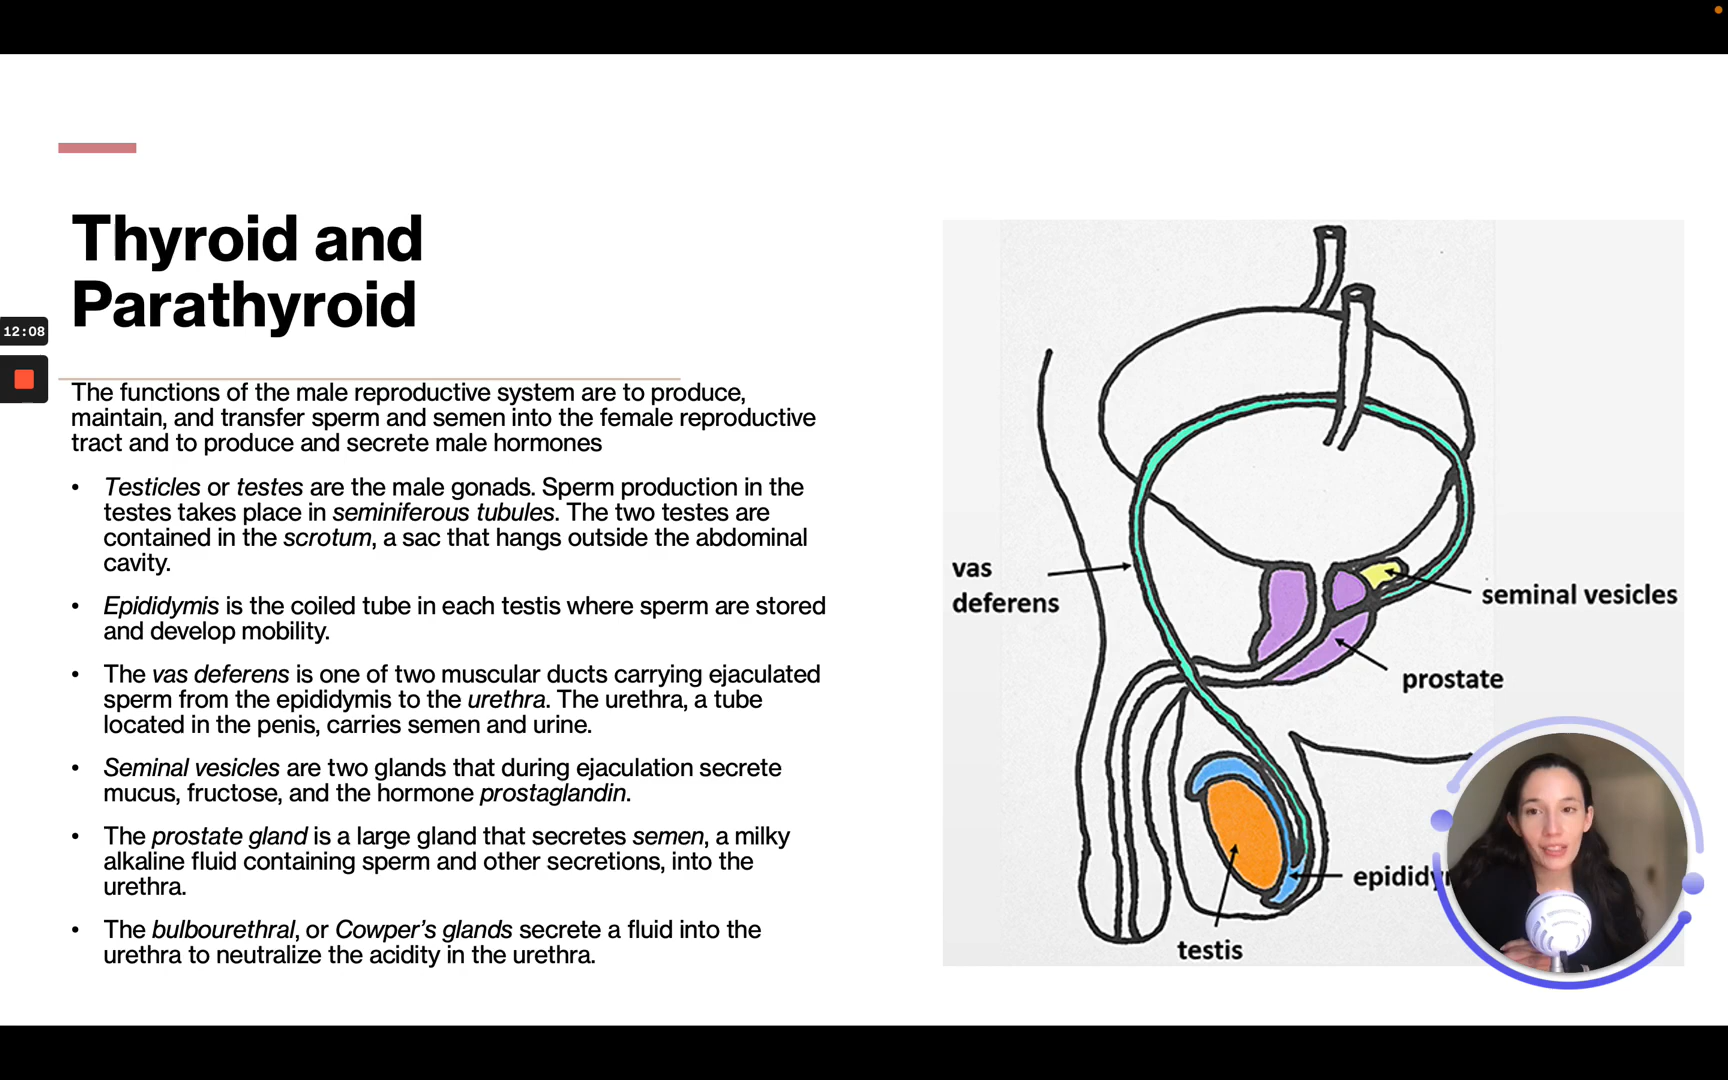 Thyroid and
Parathyroid
12:08
The functions of the male reproductive system are to produce,
maintain, and transfer sperm and semen into the female reproductive
tract and to produce and secrete male hormones
• Testicles or testes are the male gonads. Sperm production in the
testes takes place in seminiferous tubules. The two testes are
contained in the scrotum, a sac that hangs outside the abdominal
cavity.
• Epididymis is the coiled tube in each testis where sperm are stored
and develop mobility.
• The vas deferens is one of two muscular ducts carrying ejaculated
sperm from the epididymis to the urethra. The urethra, a tube
located in the penis, carries semen and urine.
• Seminal vesicles are two glands that during ejaculation secrete
mucus, fructose, and the hormone prostaglandin.
• The prostate gland is a large gland that secretes semen, a milky
alkaline fluid containing sperm and other secretions, into the
urethra.
• The bulbourethral, or Cowper's glands secrete a fluid into the
urethra to neutralize the acidity in the urethra.
vas
deferens
seminal vesicles
prostate
testis